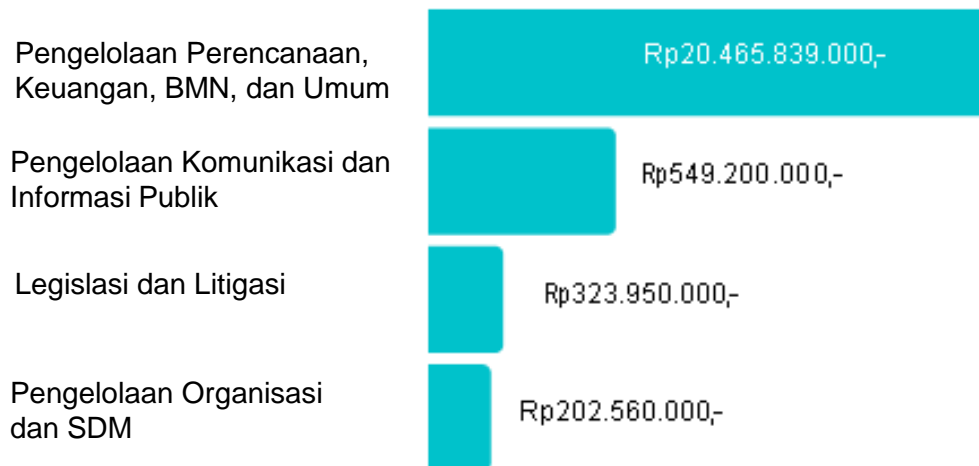 Pengelolaan Perencanaan,
Keuangan, BMN, dan Umum
Rp20.465.839.000,-
Pengelolaan Komunikasi dan
Informasi Publik
Rp549.200.000,-
Legislasi dan Litigasi
Rp323.950.000,-
Pengelolaan Organisasi
dan SDM
Rp202.560.000,-